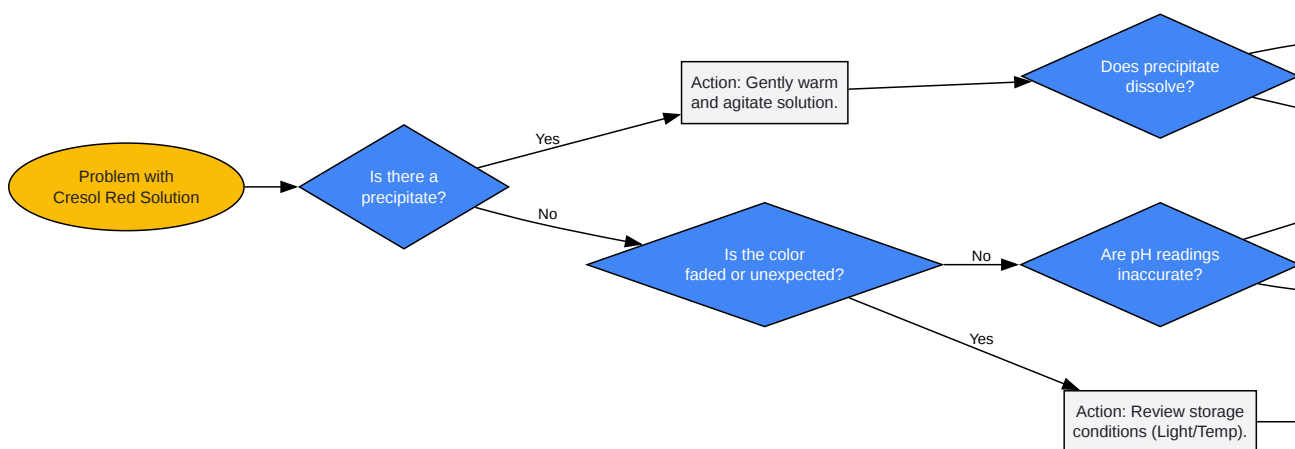 Problem with
Cresol Red Solution
Is there a
precipitate?
Yes
Action: Gently warm
and agitate solution.
Does precipitate
dissolve?
No
Is the color
faded or unexpected?
No
Are pH readings
inaccurate?
Yes
Action: Review storage
conditions (Light/Temp).